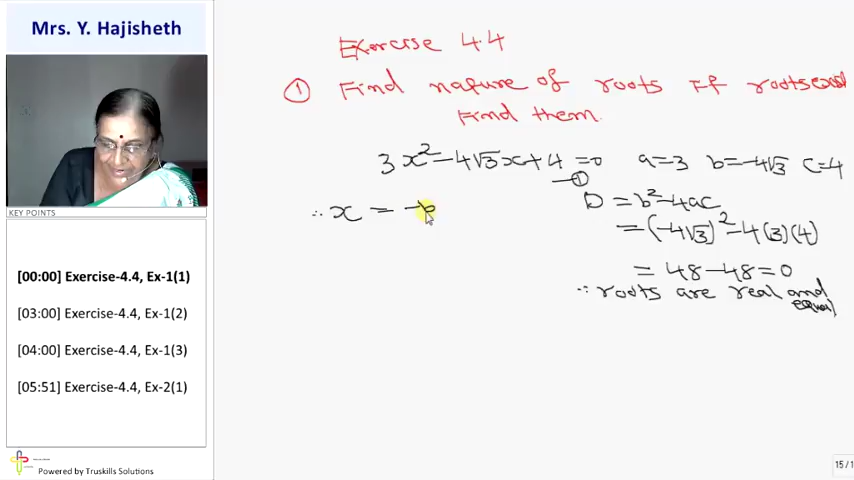 Mrs. Y. Hajisheth
KEY POINTS
[00:00] Exercise-4.4, Ex-1(1)
[03:00] Exercise-4.4, Ex-1(2)
[04:00] Exercise-4.4, Ex-1(3)
[05:51] Exercise-4.4, Ex-2(1)
Powered by Truskills Solutions
Exercise 4.4
① Find nature of roots If roots exist
Find them.
3x² - 4√3x + 4 = 0 a=3 b=-4√3 c=4
—①
D = b² - 4ac
= (-4√3)² - 4(3)(4)
= 48 - 48 = 0
∵ roots are real and
equal
∴ x = -b
15/1